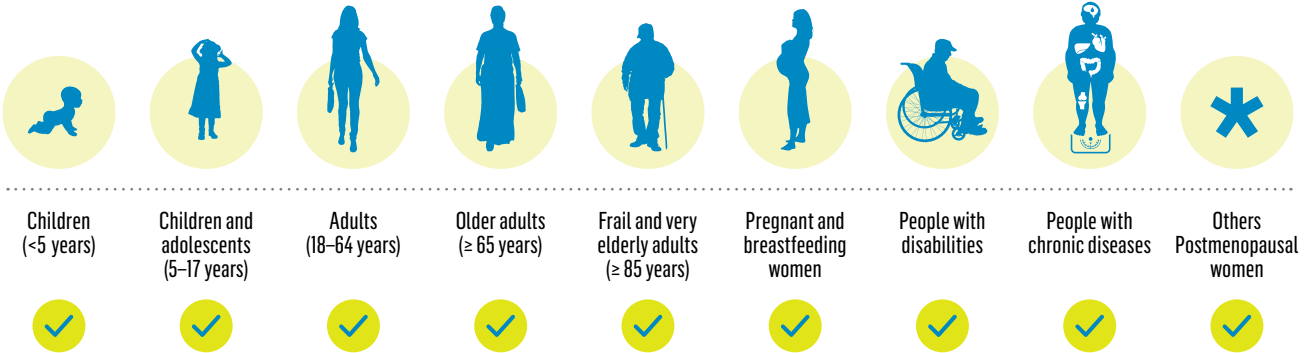 Children
(<5 years)
Children and
adolescents
(5–17 years)
Adults
(18–64 years)
Older adults
(≥ 65 years)
Frail and very
elderly adults
(≥ 85 years)
Pregnant and
breastfeeding
women
People with
disabilities
People with
chronic diseases
Others
Postmenopausal
women